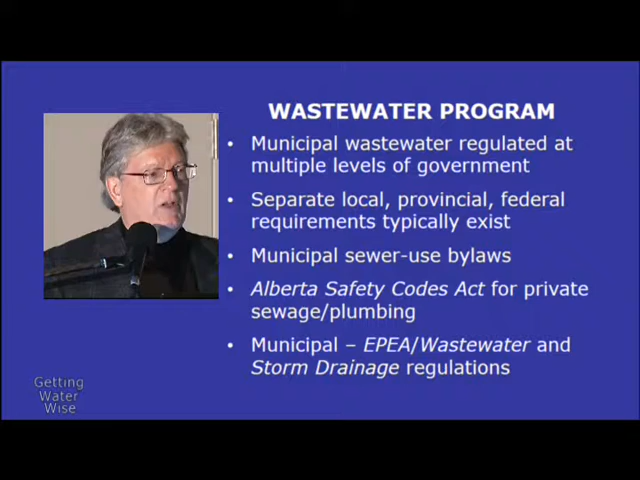 WASTEWATER PROGRAM
• Municipal wastewater regulated at
multiple levels of government
• Separate local, provincial, federal
requirements typically exist
• Municipal sewer-use bylaws
• Alberta Safety Codes Act for private
sewage/plumbing
• Municipal – EPEA/Wastewater and
Storm Drainage regulations
Getting
Water
Wise